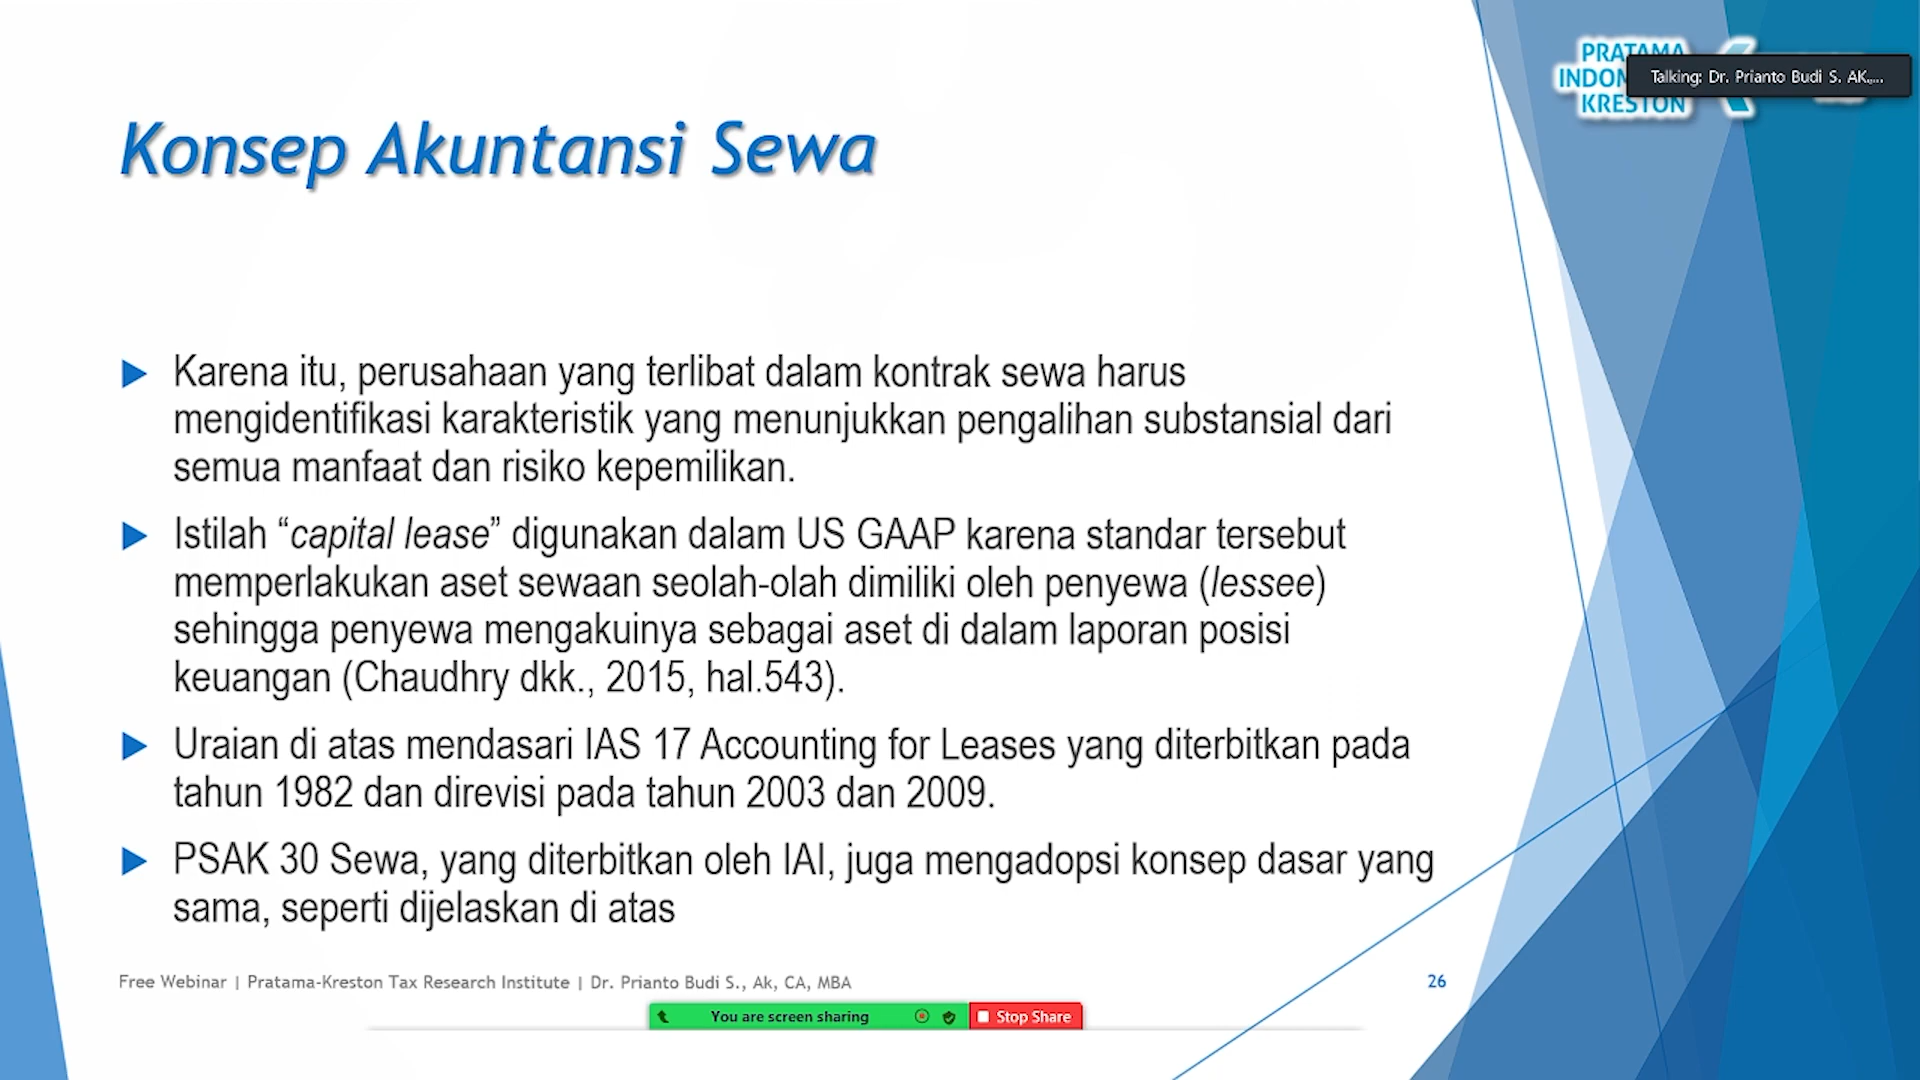 PRATAMA
KRESTON
Talking: Dr. Prianto Budi S. AK,...
Konsep Akuntansi Sewa
Karena itu, perusahaan yang terlibat dalam kontrak sewa harus
mengidentifikasi karakteristik yang menunjukkan pengalihan substansial dari
semua manfaat dan risiko kepemilikan.
Istilah “capital lease” digunakan dalam US GAAP karena standar tersebut
memperlakukan aset sewaan seolah-olah dimiliki oleh penyewa (lessee)
sehingga penyewa mengakuinya sebagai aset di dalam laporan posisi
keuangan (Chaudhry dkk., 2015, hal.543).
Uraian di atas mendasari IAS 17 Accounting for Leases yang diterbitkan pada
tahun 1982 dan direvisi pada tahun 2003 dan 2009.
PSAK 30 Sewa, yang diterbitkan oleh IAI, juga mengadopsi konsep dasar yang
sama, seperti dijelaskan di atas
Free Webinar | Pratama-Kreston Tax Research Institute | Dr. Prianto Budi S., Ak, CA, MBA
26
You are screen sharing
Stop Share